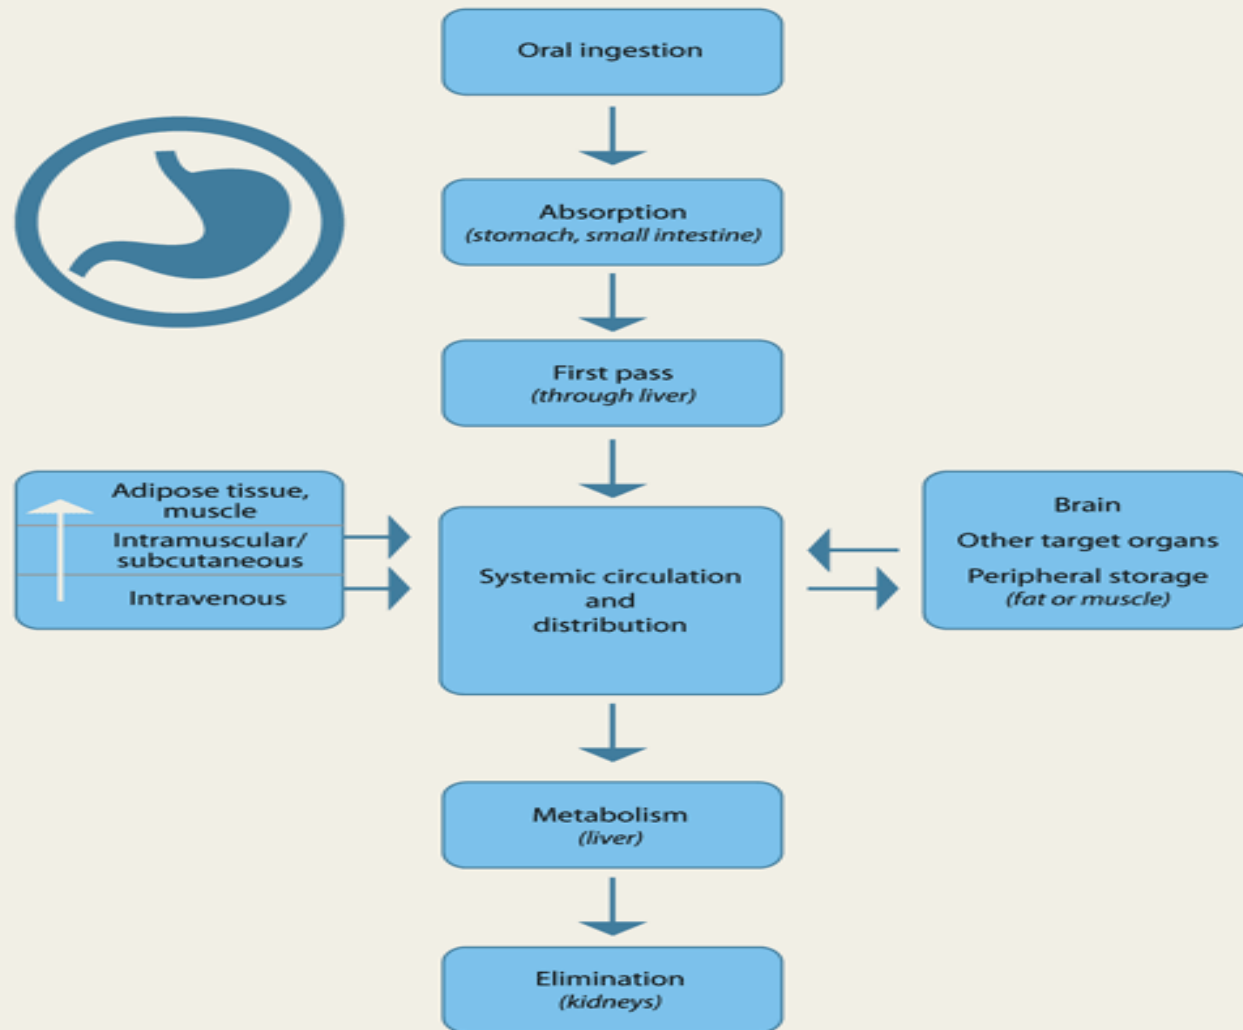 Oral ingestion
Absorption
(stomach, small intestine)
First pass
(through liver)
Adipose tissue,
muscle
Intramuscular/
subcutaneous
Intravenous
Systemic circulation
and
distribution
Brain
Other target organs
Peripheral storage
(fat or muscle)
Metabolism
(liver)
Elimination
(kidneys)